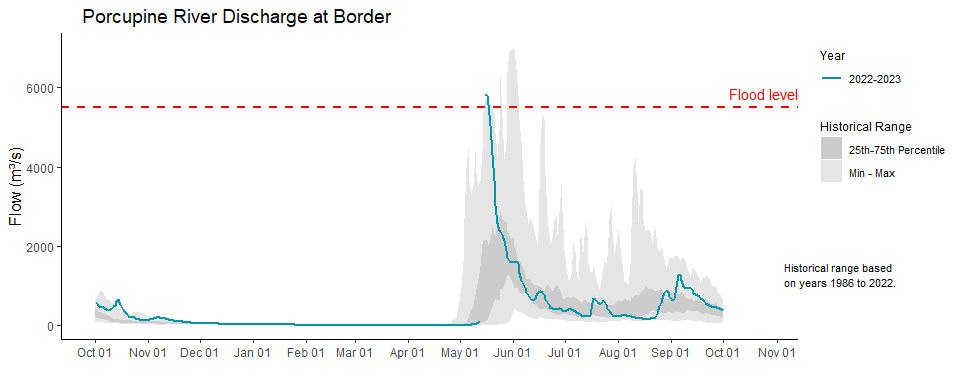 Porcupine River Discharge at Border
Flow (m³/s)
6000
4000
2000
0
Flood level
Oct 01 Nov 01 Dec 01 Jan 01 Feb 01 Mar 01 Apr 01 May 01 Jun 01 Jul 01 Aug 01 Sep 01 Oct 01 Nov 01
Year
2022-2023
Historical Range
25th-75th Percentile
Min - Max
Historical range based
on years 1986 to 2022.